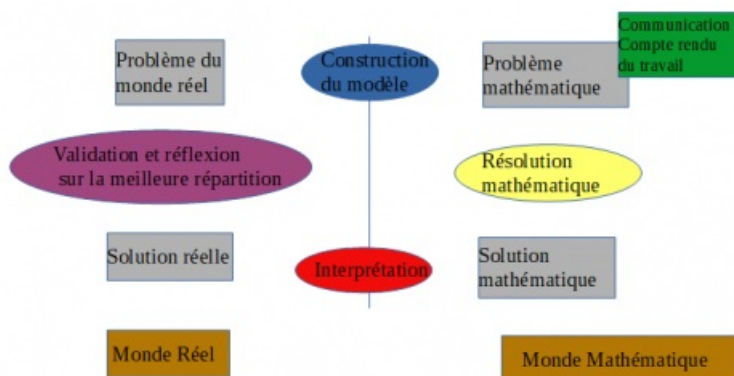 Communication
Compte rendu
du travail
Problème du
monde réel
Construction
du modèle
Problème
mathématique
Validation et réflexion
sur la meilleure répartition
Résolution
mathématique
Solution réelle
Interprétation
Solution
mathématique
Monde Réel
Monde Mathématique